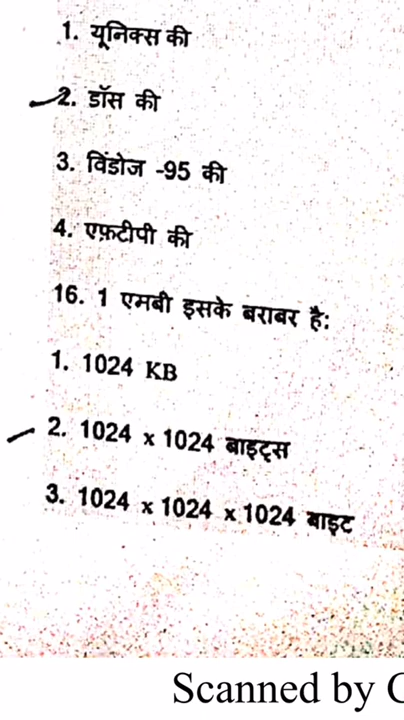 1. यूनिक्स की
2. डॉस की
3. विंडोज -95 की
4. एफ़टीपी की
16. 1 एमबी इसके बराबर है:
1. 1024 KB
2. 1024 x 1024 बाइट्स
3. 1024 x 1024 x 1024 बाइट
Scanned by C